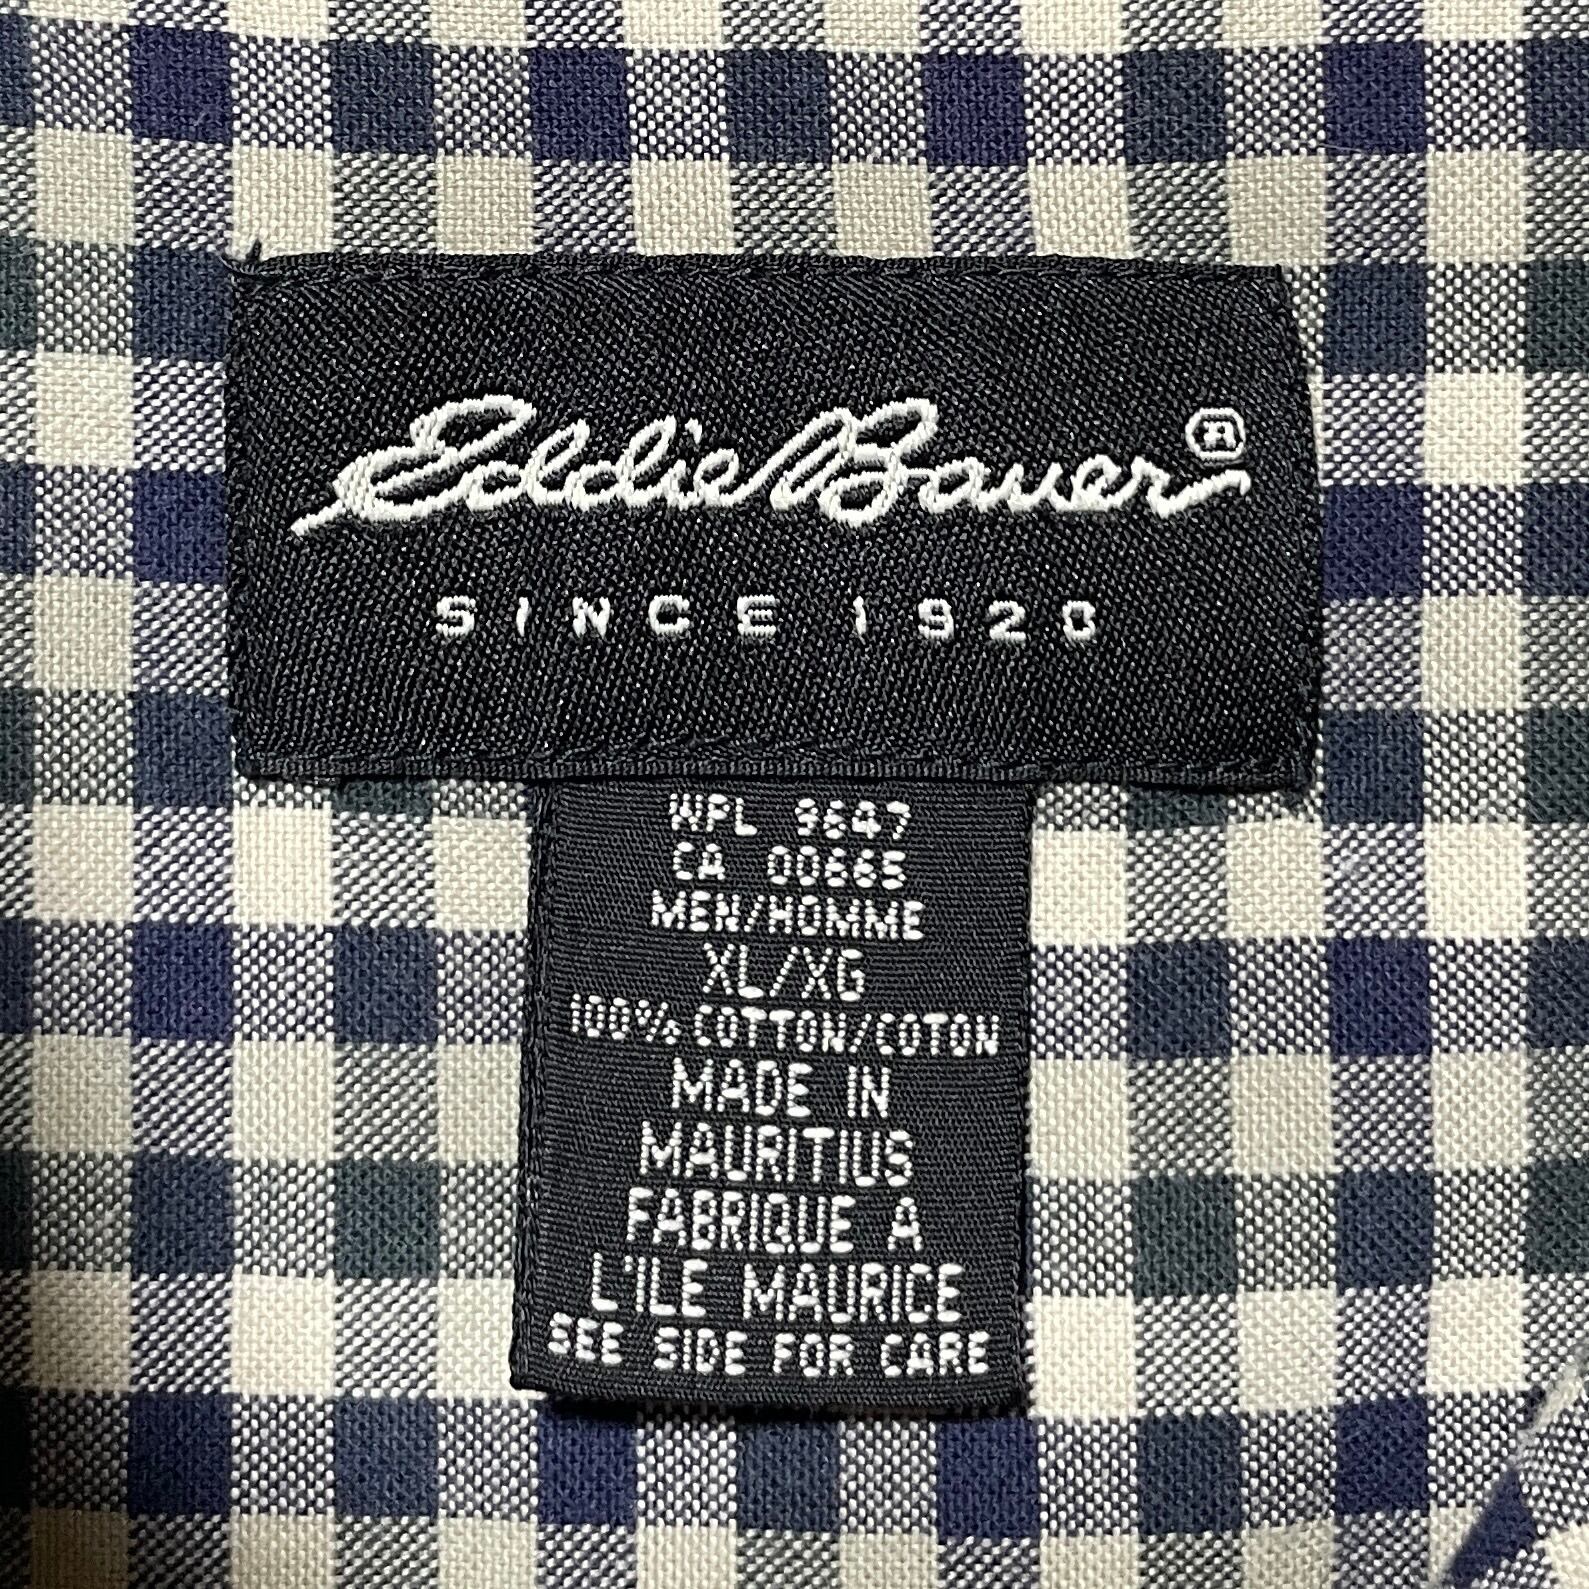 Eddie Bauer®
SINCE 1920
WPL 9647
CA 00865
MEN/HOMME
XL/XG
100% COTTON/COTON
MADE IN
MAURITIUS
FABRIQUE A
L'ILE MAURICE
SEE SIDE FOR CARE